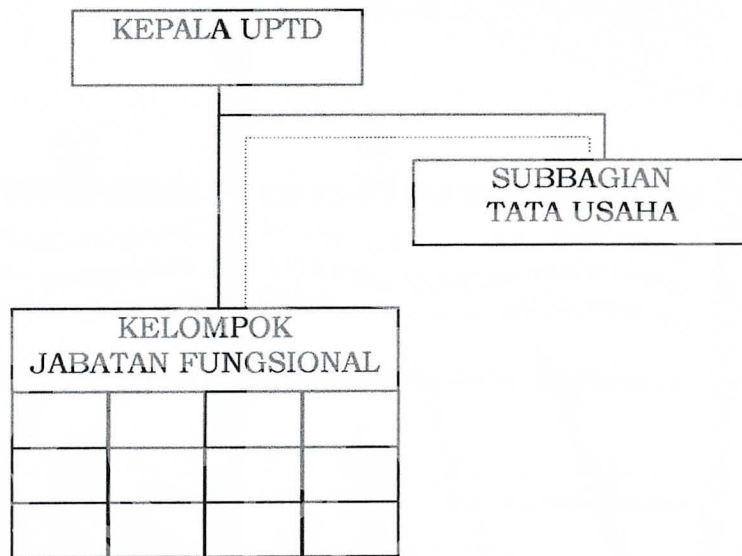 KEPALA UPTD
SUBBAGIAN
TATA USAHA
KELOMPOK
JABATAN FUNGSIONAL